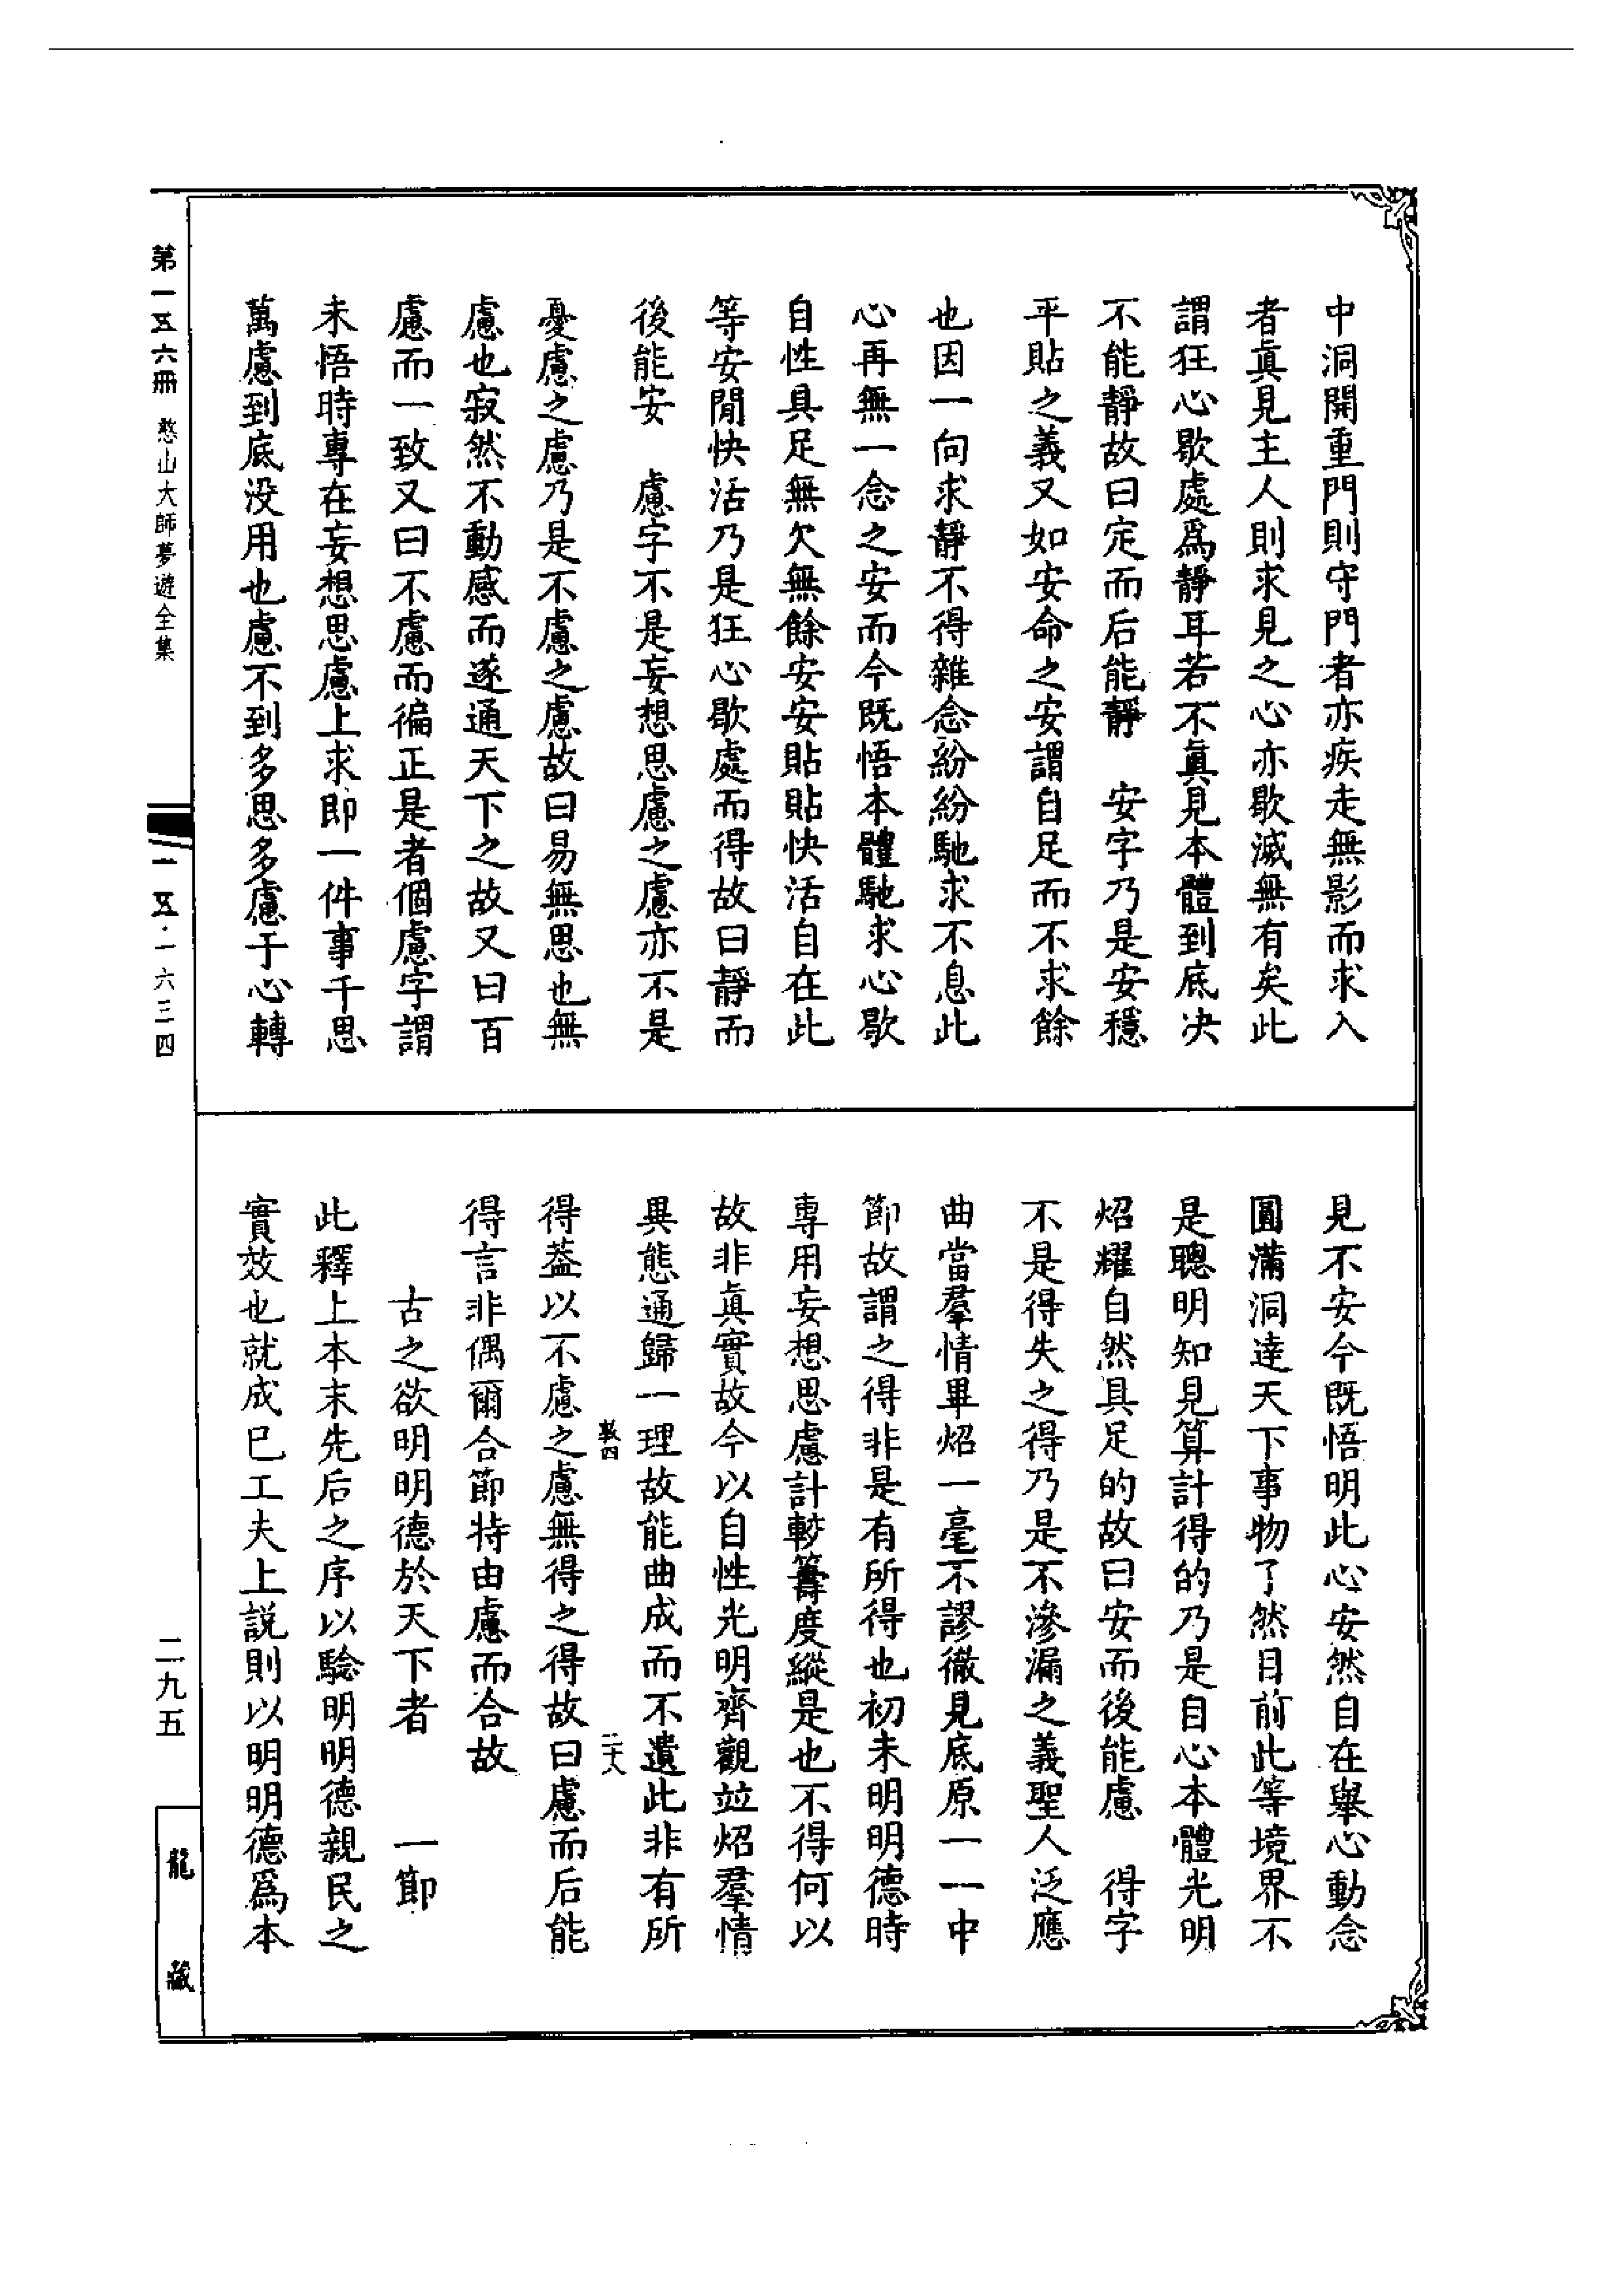 中洞開重門則守門者亦疾走無影而求入
者眞見主人則求見之心亦歇滅無有矣此
謂狂心歇處爲靜耳若不眞見本體到底决
不能靜故曰定而后能靜　安字乃是安穩
平貼之義又如安命之安謂自足而不求餘
也因一向求靜不得雜念紛紛馳求不息此
心再無一念之安而今既悟本體馳求心歇
自性具足無欠無餘安安貼貼快活自在此
等安閒快活乃是狂心歇處而得故曰靜而
後能安　慮字不是妄想思慮之慮亦不是
憂慮之慮乃是不慮之慮故曰易無思也無
慮也寂然不動感而遂通天下之故又曰百
慮而一致又曰不慮而徧正是者個慮字謂
未悟時專在妄想思慮上求即一件事千思
萬慮到底没用也慮不到多思多慮于心轉
見不安今既悟明此心安然自在舉心動念
圓滿洞達天下事物了然目前此等境界不
是聰明知見算計得的乃是自心本體光明
炤耀自然具足的故曰安而後能慮　得字
不是得失之得乃是不滲漏之義聖人泛應
曲當羣情畢炤一毫不謬徹見底原一一中
節故謂之得非是有所得也初未明明德時
專用妄想思慮計較籌度縱是也不得何以
故非眞實故今以自性光明齊觀竝炤羣情
異態通歸一理故能曲成而不遺此非有所
得葢以不慮之慮無得之得故曰慮而后能
得言非偶爾合節特由慮而合故
古之欲明明德於天下者　一節
此釋上本末先后之序以驗明明德親民之
實效也就成已工夫上説則以明明德爲本
第一五六冊　憨山大師夢遊全集
一五·一六三四
二九五
龍藏
二十八